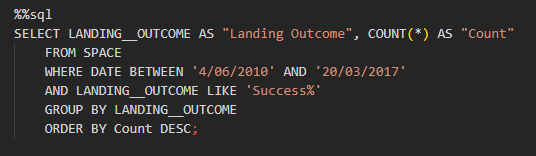 %%sql
SELECT LANDING__OUTCOME AS "Landing Outcome", COUNT(*) AS "Count"
FROM SPACE
WHERE DATE BETWEEN '4/06/2010' AND '20/03/2017'
AND LANDING__OUTCOME LIKE 'Success%'
GROUP BY LANDING__OUTCOME
ORDER BY Count DESC;